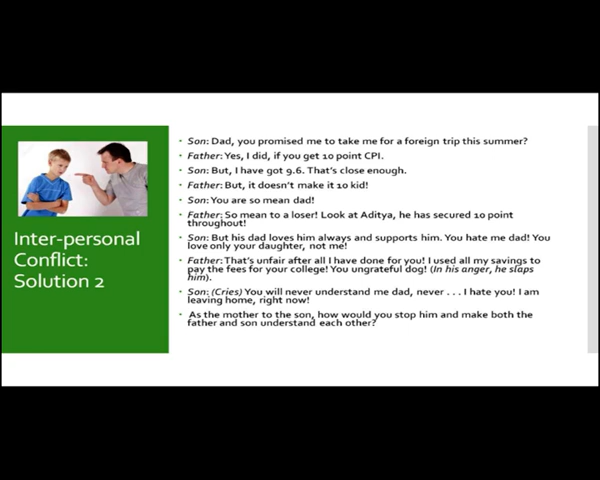 Inter-personal
Conflict:
Solution 2
• Son: Dad, you promised me to take me for a foreign trip this summer?
• Father: Yes, I did, if you get 10 point CPI.
• Son: But, I have got 9.6. That's close enough.
• Father: But, it doesn't make it 10 kid!
• Son: You are so mean dad!
• Father: So mean to a loser! Look at Aditya, he has secured 10 point
throughout!
• Son: But his dad loves him always and supports him. You hate me dad! You
love only your daughter, not me!
• Father: That's unfair after all I have done for you! I used all my savings to
pay the fees for your college! You ungrateful dog! (In his anger, he slaps
him).
• Son: (Cries) You will never understand me dad, never . . . I hate you! I am
leaving home, right now!
• As the mother to the son, how would you stop him and make both the
father and son understand each other?